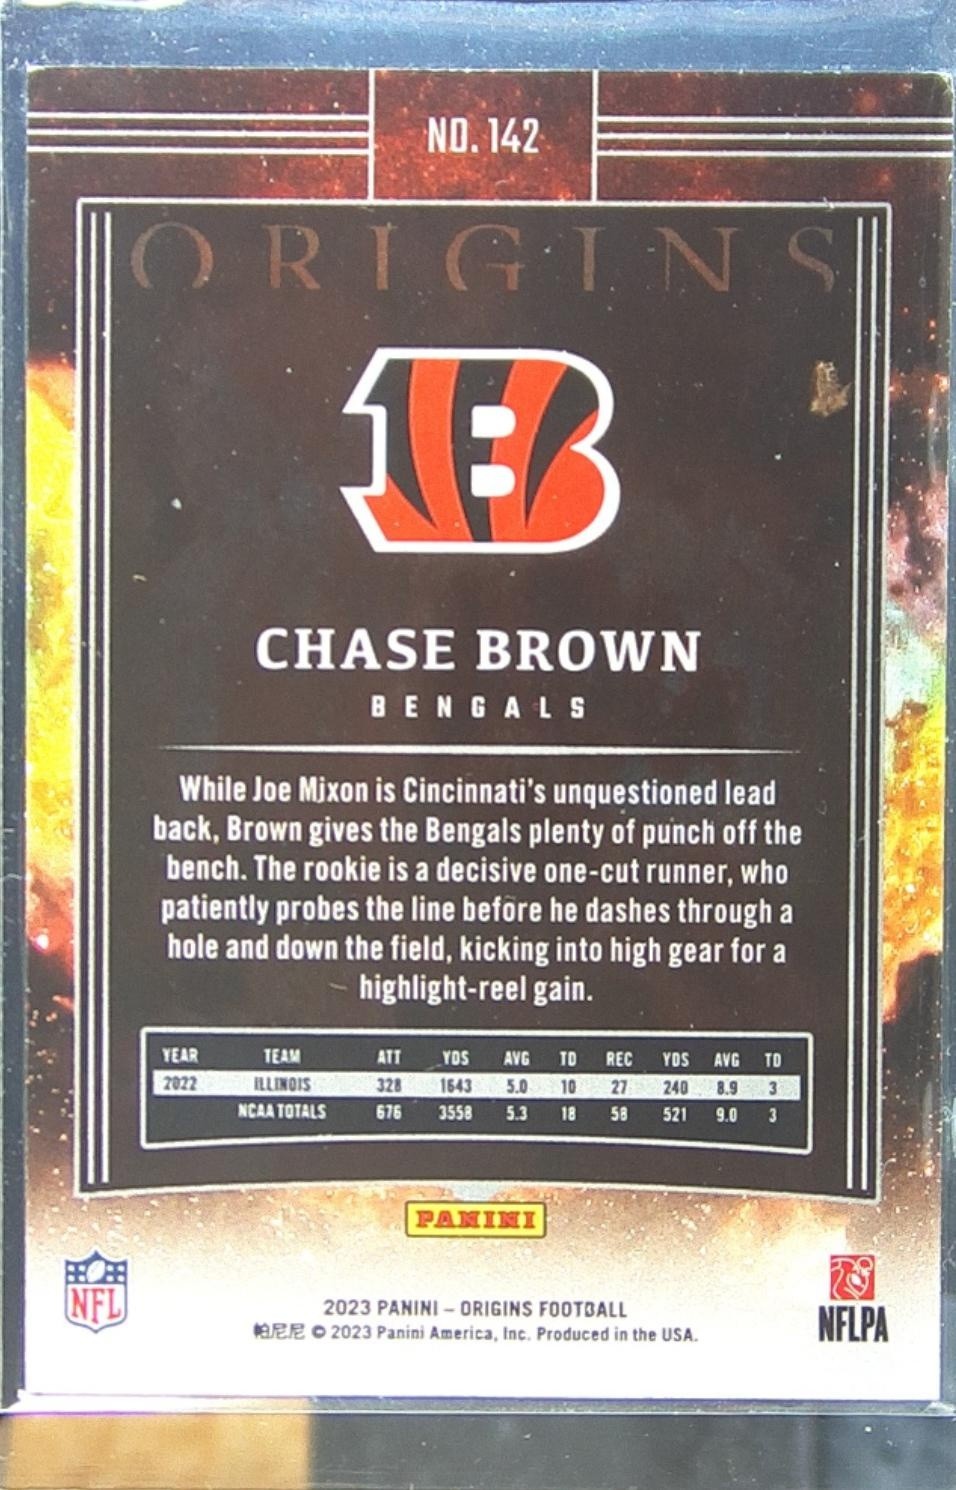 NO. 142
ORIGINS
CHASE BROWN
BENGALS
While Joe Mixon is Cincinnati's unquestioned lead
back, Brown gives the Bengals plenty of punch off the
bench. The rookie is a decisive one-cut runner, who
patiently probes the line before he dashes through a
hole and down the field, kicking into high gear for a
highlight-reel gain.
YEAR TEAM ATT YDS AVG TD REC YDS AVG TD
2022 ILLINOIS 328 1643 5.0 10 27 240 8.9 3
NCAA TOTALS 676 3558 5.3 18 58 521 9.0 3
PANINI
NFL
NFLPA
2023 PANINI – ORIGINS FOOTBALL
帕尼尼 © 2023 Panini America, Inc. Produced in the USA.